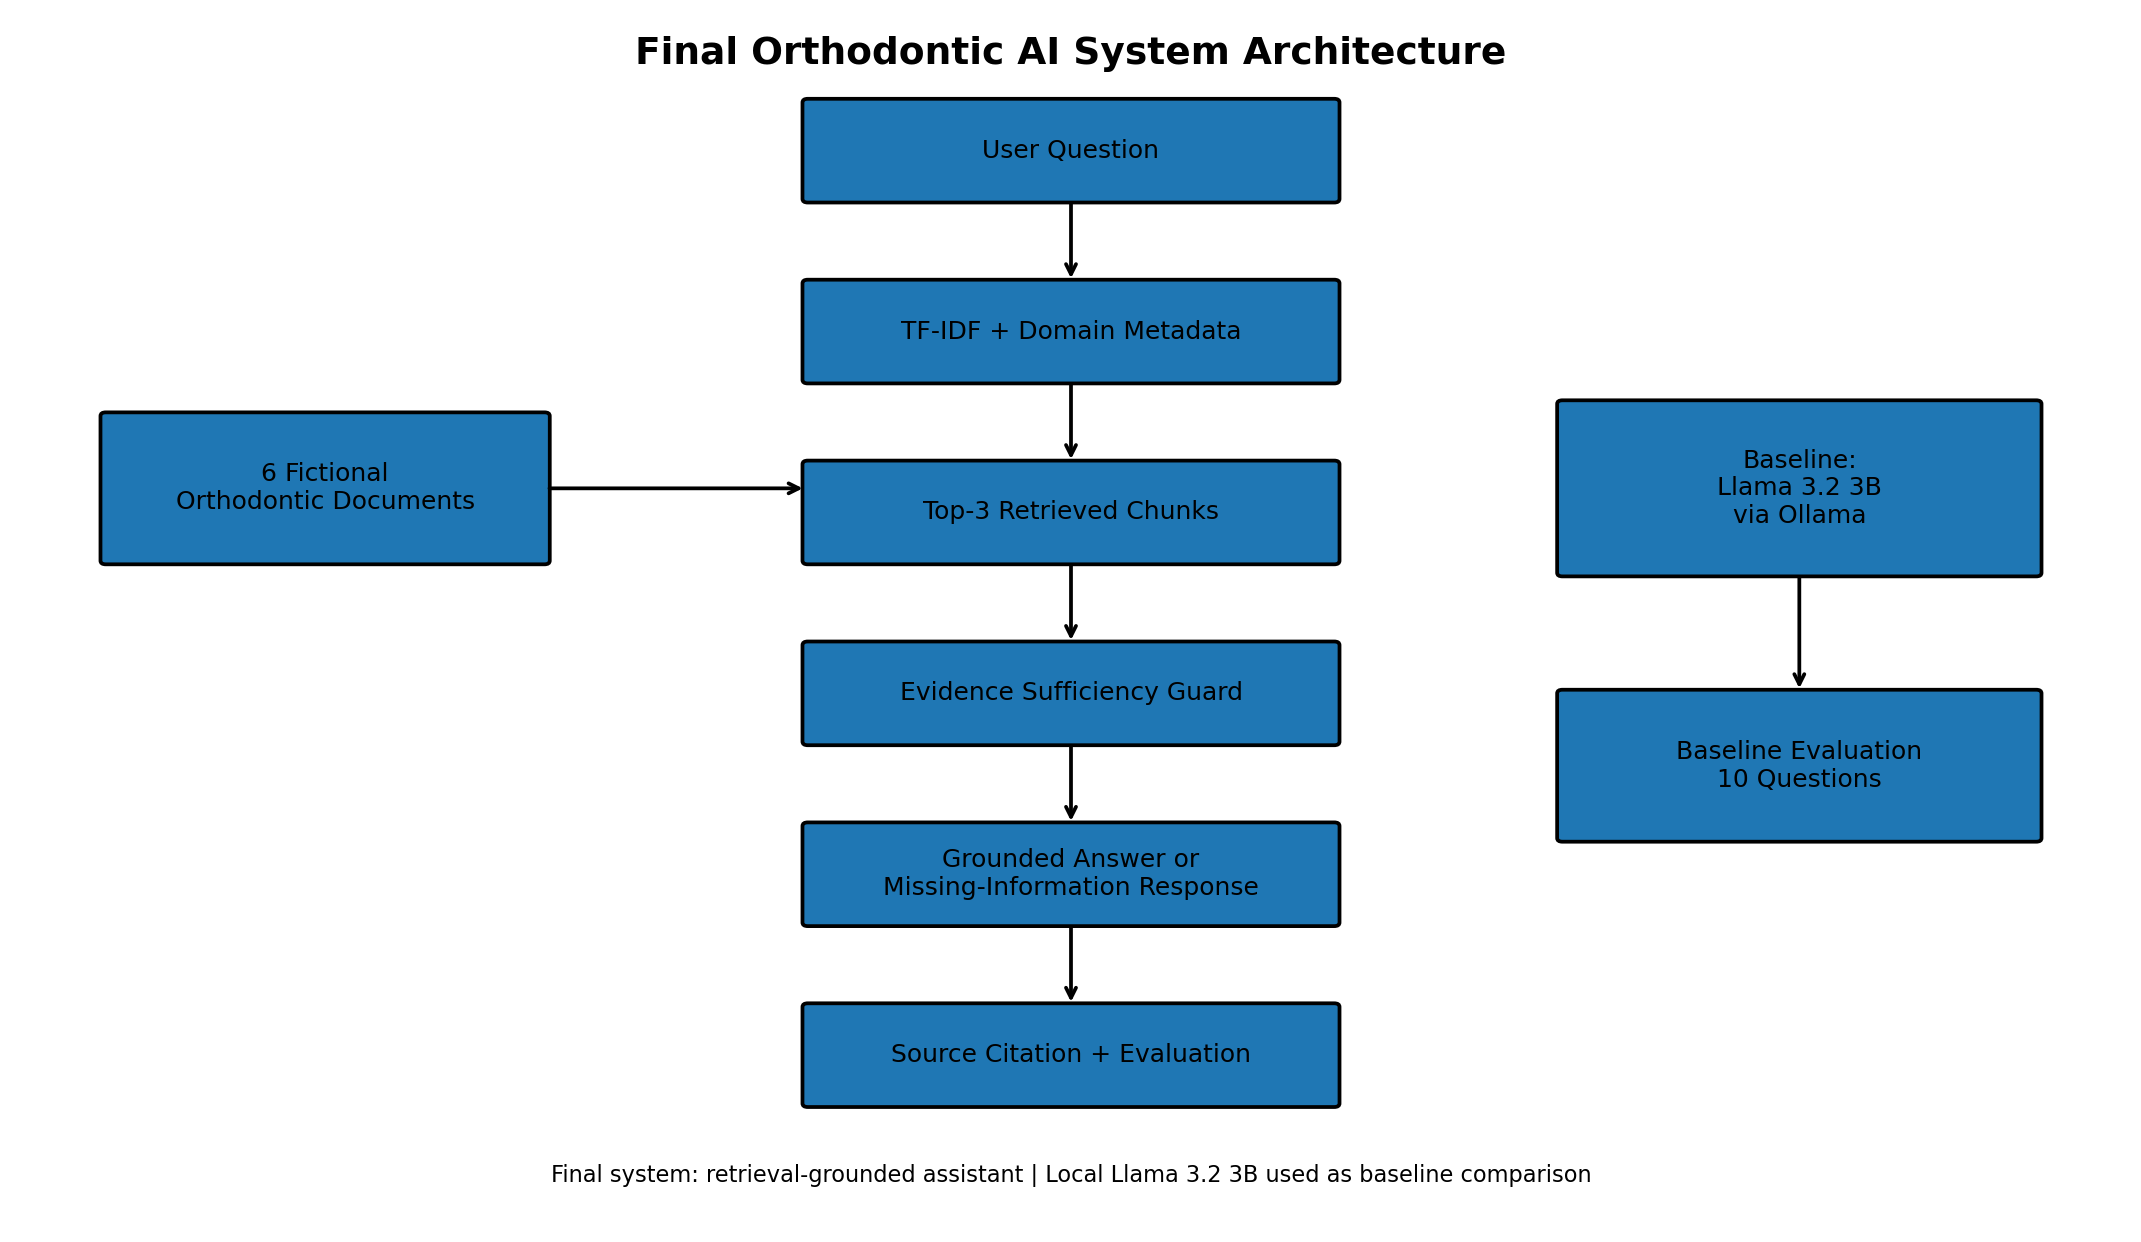 Final Orthodontic AI System Architecture
User Question
TF-IDF + Domain Metadata
6 Fictional
Orthodontic Documents
Top-3 Retrieved Chunks
Baseline:
Llama 3.2 3B
via Ollama
Evidence Sufficiency Guard
Baseline Evaluation
10 Questions
Grounded Answer or
Missing-Information Response
Source Citation + Evaluation
Final system: retrieval-grounded assistant | Local Llama 3.2 3B used as baseline comparison